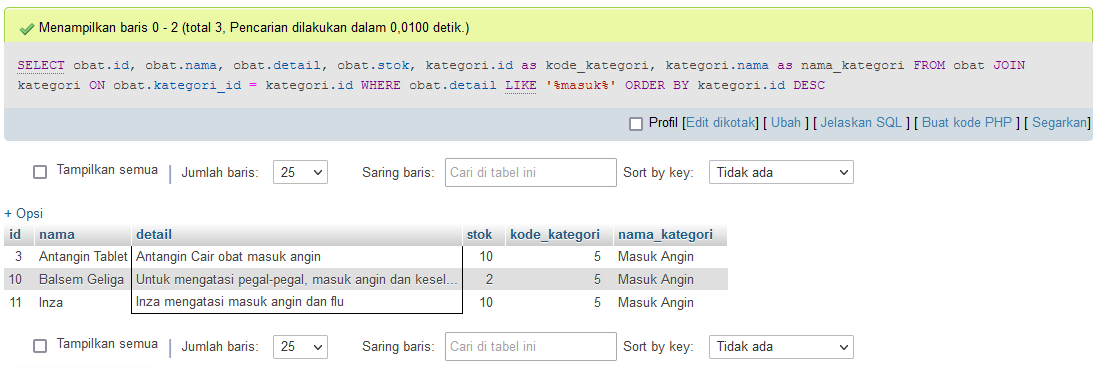 Menampilkan baris 0 - 2 (total 3, Pencarian dilakukan dalam 0,0100 detik.)
SELECT obat.id, obat.nama, obat.detail, obat.stok, kategori.id as kode_kategori, kategori.nama as nama_kategori FROM obat JOIN
kategori ON obat.kategori_id = kategori.id WHERE obat.detail LIKE '%masuk%' ORDER BY kategori.id DESC
Profil [Edit dikotak] [ Ubah ] [ Jelaskan SQL ] [ Buat kode PHP ] [ Segarkan]
Tampilkan semua | Jumlah baris: 25 Saring baris: Cari di tabel ini Sort by key: Tidak ada
+ Opsi
id nama detail stok kode_kategori nama_kategori
3 Antangin Tablet Antangin Cair obat masuk angin 10 5 Masuk Angin
10 Balsem Geliga Untuk mengatasi pegal-pegal, masuk angin dan kesel... 2 5 Masuk Angin
11 Inza Inza mengatasi masuk angin dan flu 10 5 Masuk Angin
Tampilkan semua | Jumlah baris: 25 Saring baris: Cari di tabel ini Sort by key: Tidak ada